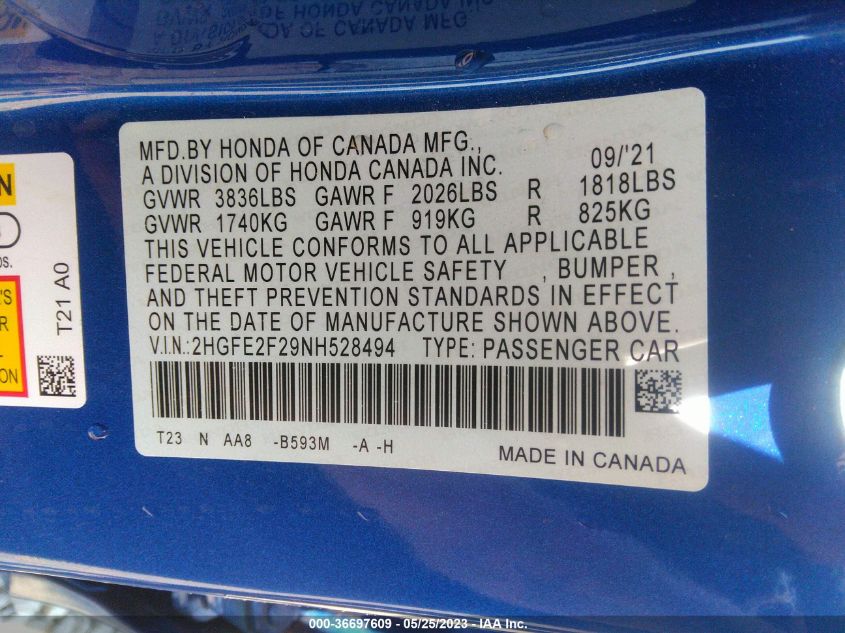 MFD.BY HONDA OF CANADA MFG.,
A DIVISION OF HONDA CANADA INC. 09/'21
GVWR 3836LBS GAWR F 2026LBS R 1818LBS
GVWR 1740KG GAWR F 919KG R 825KG
THIS VEHICLE CONFORMS TO ALL APPLICABLE
FEDERAL MOTOR VEHICLE SAFETY , BUMPER ,
AND THEFT PREVENTION STANDARDS IN EFFECT
ON THE DATE OF MANUFACTURE SHOWN ABOVE.
V.I.N.:2HGFE2F29NH528494 TYPE: PASSENGER CAR
T23 N AA8 -B593M -A -H
MADE IN CANADA
T21 A0
000-36697609 - 05/25/2023 - IAA Inc.